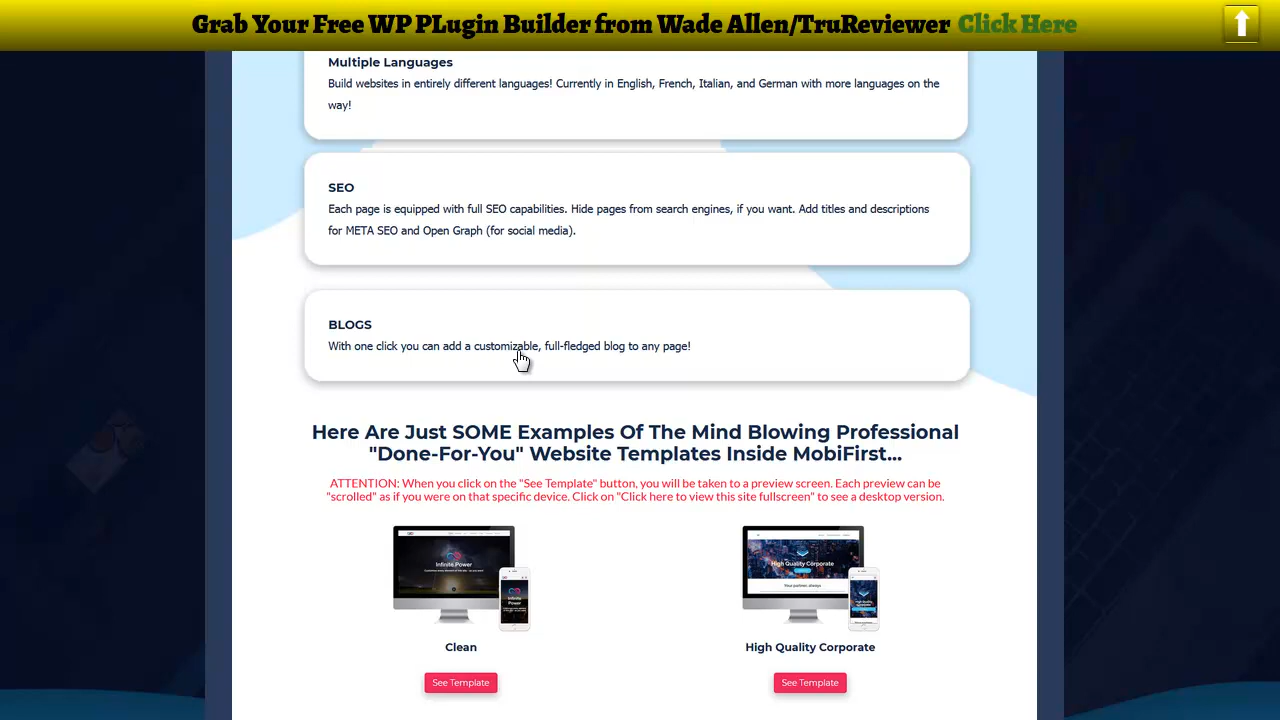 Grab Your Free WP PLugin Builder from Wade Allen/TruReviewer Click Here
Multiple Languages
Build websites in entirely different languages! Currently in English, French, Italian, and German with more languages on the
way!
SEO
Each page is equipped with full SEO capabilities. Hide pages from search engines, if you want. Add titles and descriptions
for META SEO and Open Graph (for social media).
BLOGS
With one click you can add a customizable, full-fledged blog to any page!
Here Are Just SOME Examples Of The Mind Blowing Professional
"Done-For-You" Website Templates Inside MobiFirst...
ATTENTION: When you click on the "See Template" button, you will be taken to a preview screen. Each preview can be
"scrolled" as if you were on that specific device. Click on "Click here to view this site fullscreen" to see a desktop version.
Infinite Power
Infinite
Power
High Quality Corporate
Your partner, always
Clean
High Quality Corporate
See Template
See Template